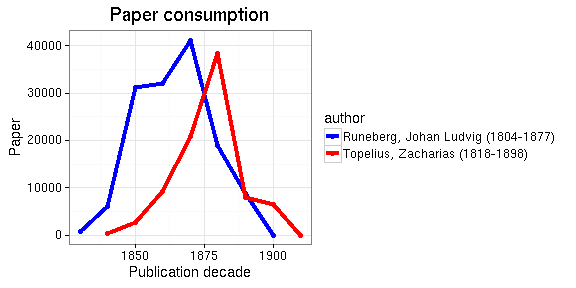 Paper consumption
40000
30000
20000
10000
0
Paper
1850 1875 1900
Publication decade
author
Runeberg, Johan Ludvig (1804-1877)
Topelius, Zacharias (1818-1898)